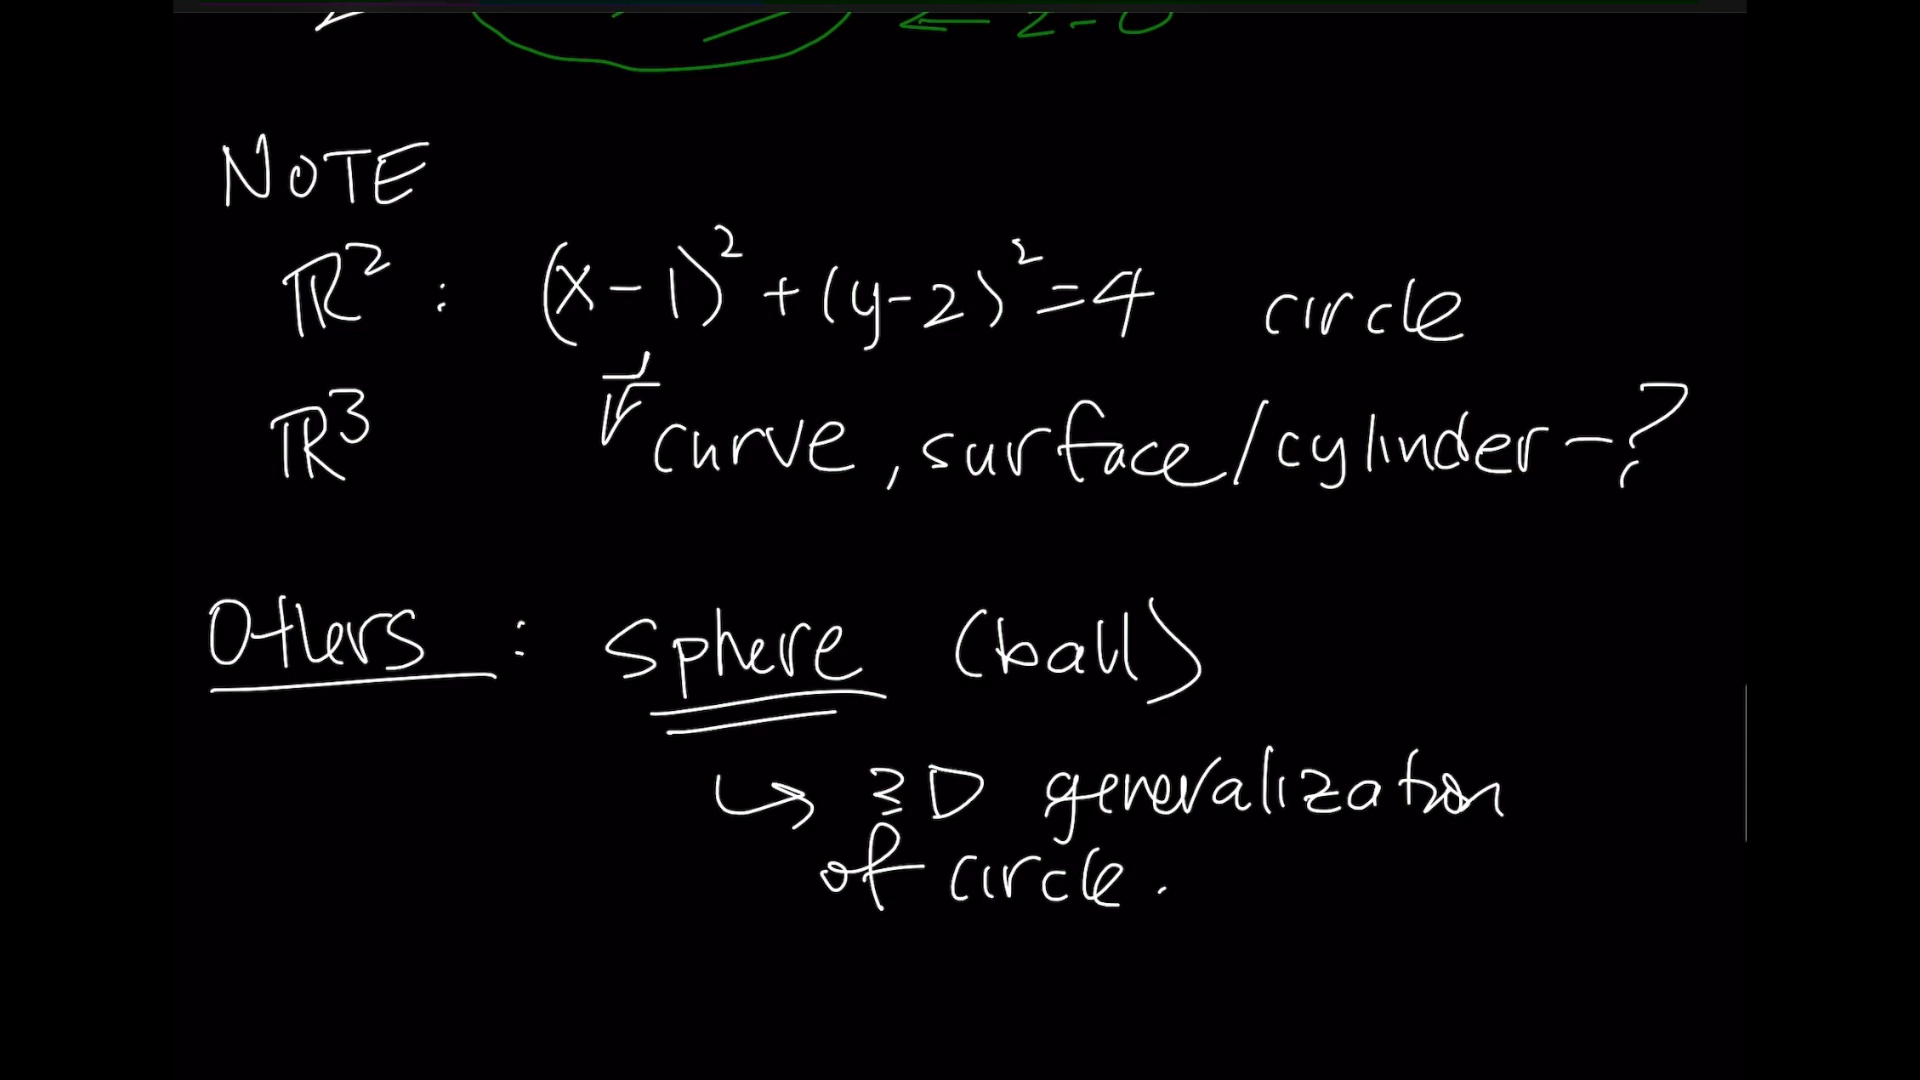 ← z=0
NOTE
ℝ² : (x-1)² + (y-2)² = 4 circle
ℝ³ curve, surface/cylinder - ?
Others : sphere (ball)
↳ 3D generalization
of circle.